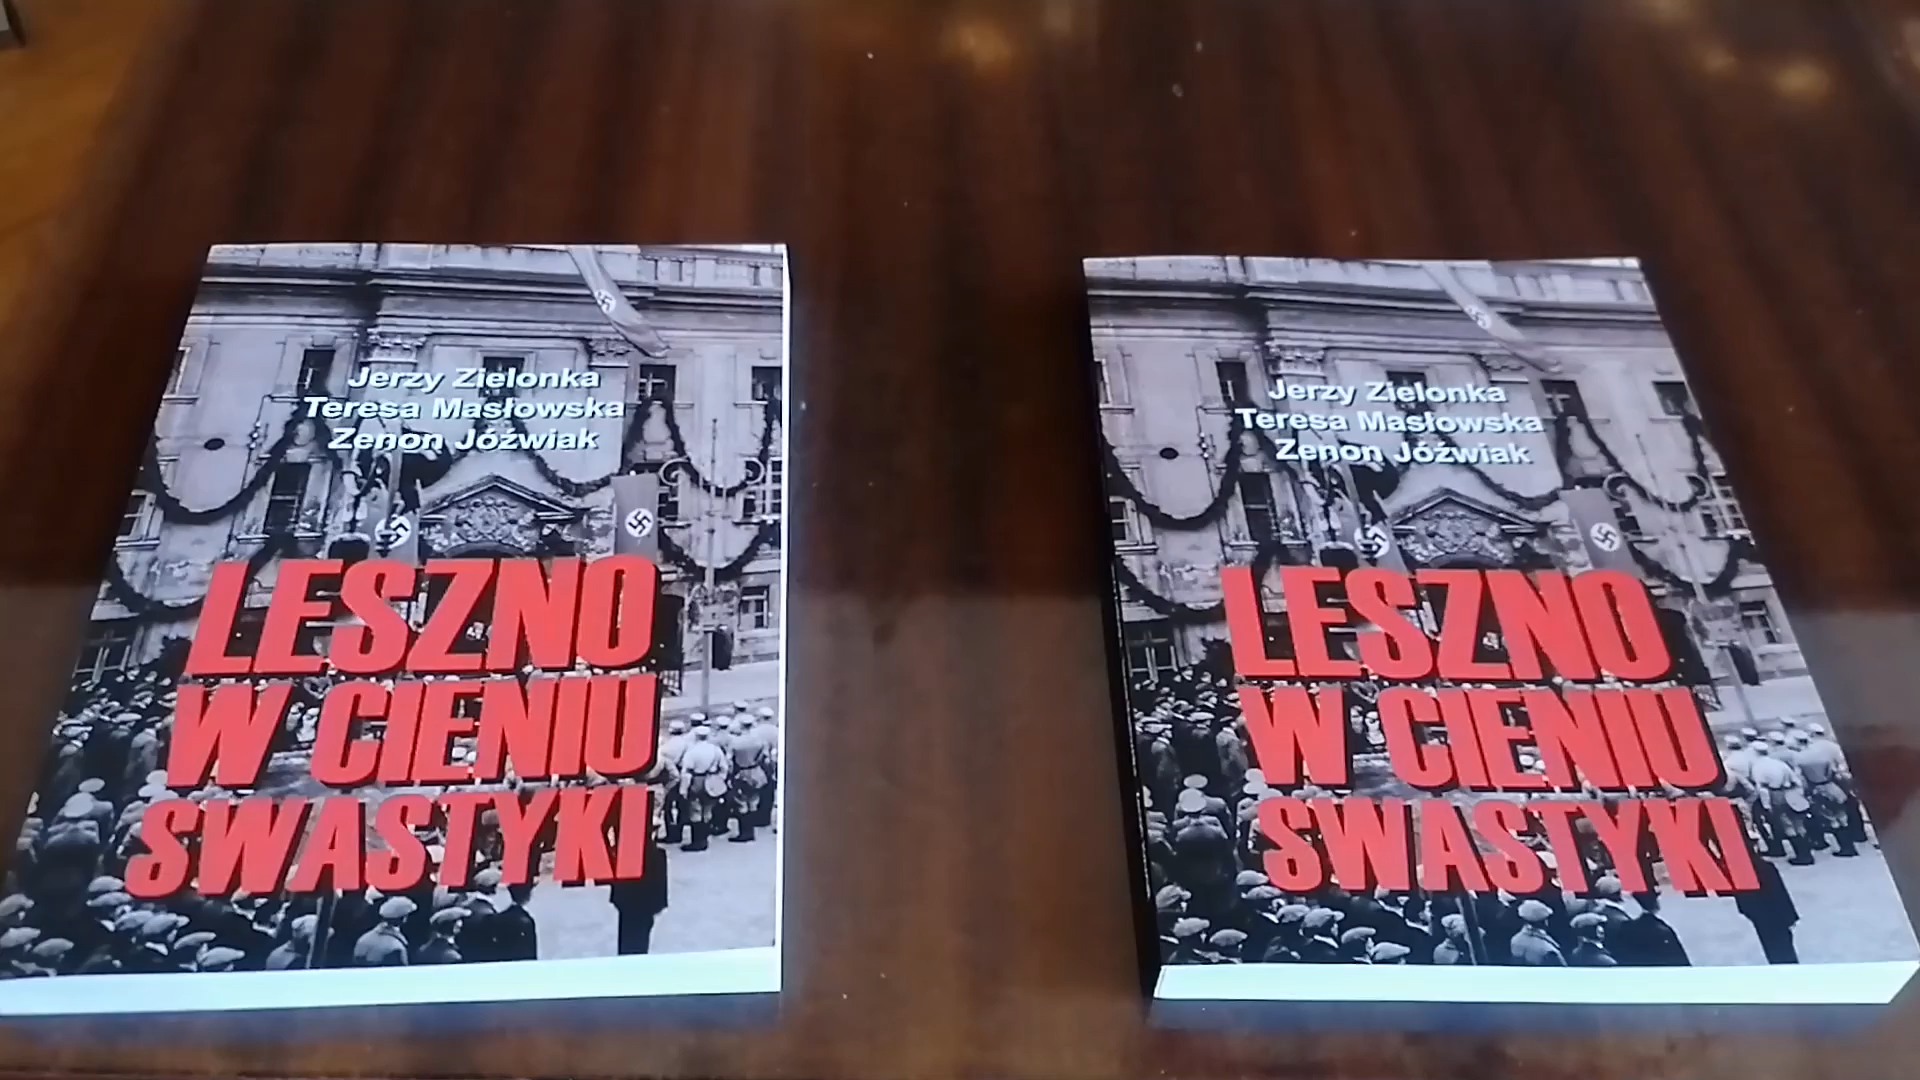 Jerzy Zielonka
Teresa Masłowska
Zenon Jóźwiak
LESZNO
W CIENIU
SWASTYKI
Jerzy Zielonka
Teresa Masłowska
Zenon Jóźwiak
LESZNO
W CIENIU
SWASTYKI